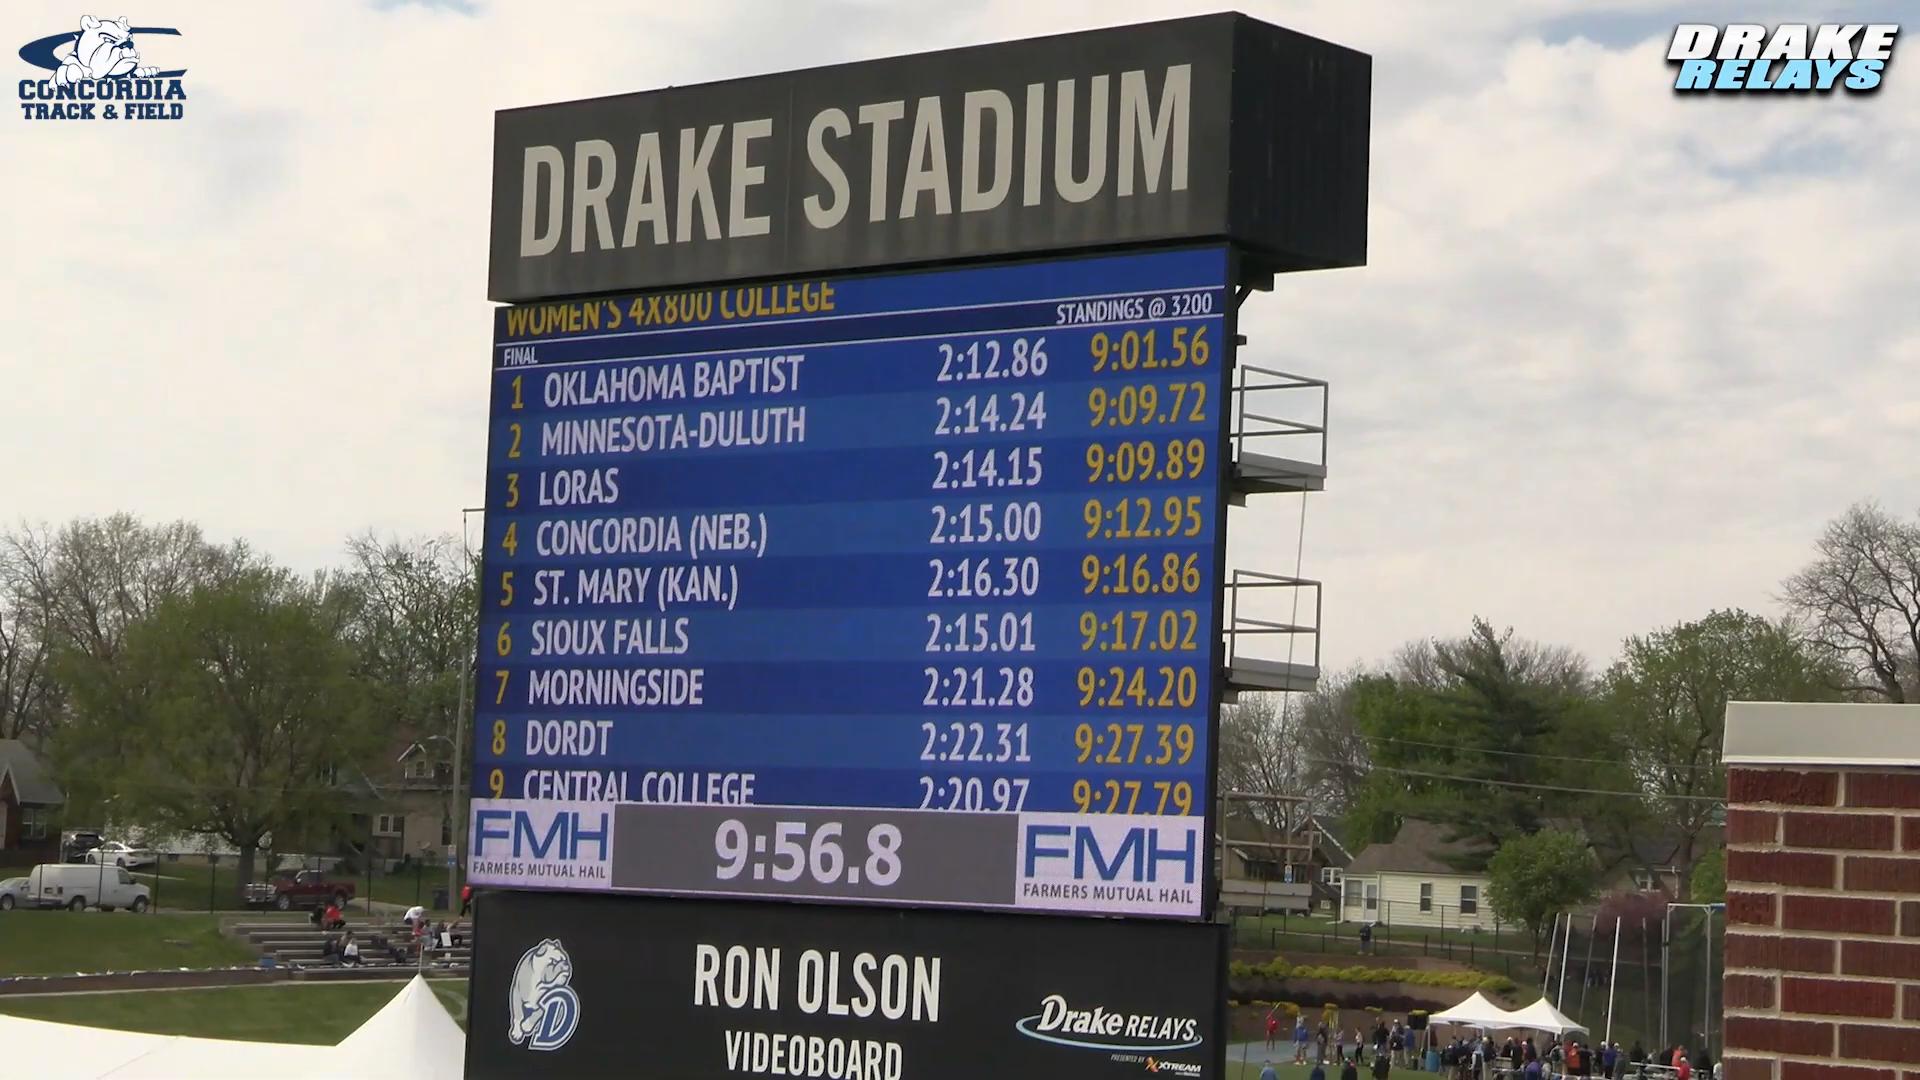 CONCORDIA
TRACK & FIELD
DRAKE
RELAYS
DRAKE STADIUM
WOMEN'S 4X800 COLLEGE
FINAL STANDINGS @ 3200
1 OKLAHOMA BAPTIST 2:12.86 9:01.56
2 MINNESOTA-DULUTH 2:14.24 9:09.72
3 LORAS 2:14.15 9:09.89
4 CONCORDIA (NEB.) 2:15.00 9:12.95
5 ST. MARY (KAN.) 2:16.30 9:16.86
6 SIOUX FALLS 2:15.01 9:17.02
7 MORNINGSIDE 2:21.28 9:24.20
8 DORDT 2:22.31 9:27.39
9 CENTRAL COLLEGE 2:20.97 9:27.79
FMH
FARMERS MUTUAL HAIL
9:56.8
FMH
FARMERS MUTUAL HAIL
D
RON OLSON
VIDEOBOARD
Drake RELAYS
PRESENTED BY XTREAM